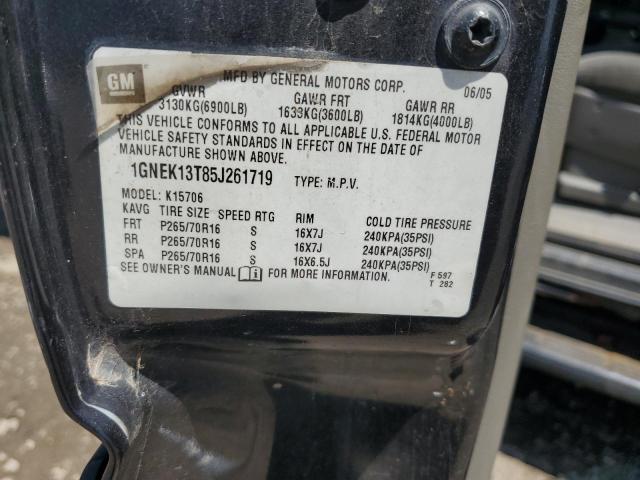 GM
MFD BY GENERAL MOTORS CORP. 06/05
GVWR GAWR FRT GAWR RR
3130KG(6900LB) 1633KG(3600LB) 1814KG(4000LB)
THIS VEHICLE CONFORMS TO ALL APPLICABLE U.S. FEDERAL MOTOR
VEHICLE SAFETY STANDARDS IN EFFECT ON THE DATE OF
MANUFACTURE SHOWN ABOVE.
1GNEK13T85J261719 TYPE: M.P.V.
MODEL: K15706
KAVG TIRE SIZE SPEED RTG RIM COLD TIRE PRESSURE
FRT P265/70R16 S 16X7J 240KPA(35PSI)
RR P265/70R16 S 16X7J 240KPA(35PSI)
SPA P265/70R16 S 16X6.5J 240KPA(35PSI)
SEE OWNER'S MANUAL FOR MORE INFORMATION.
F 597
T 282